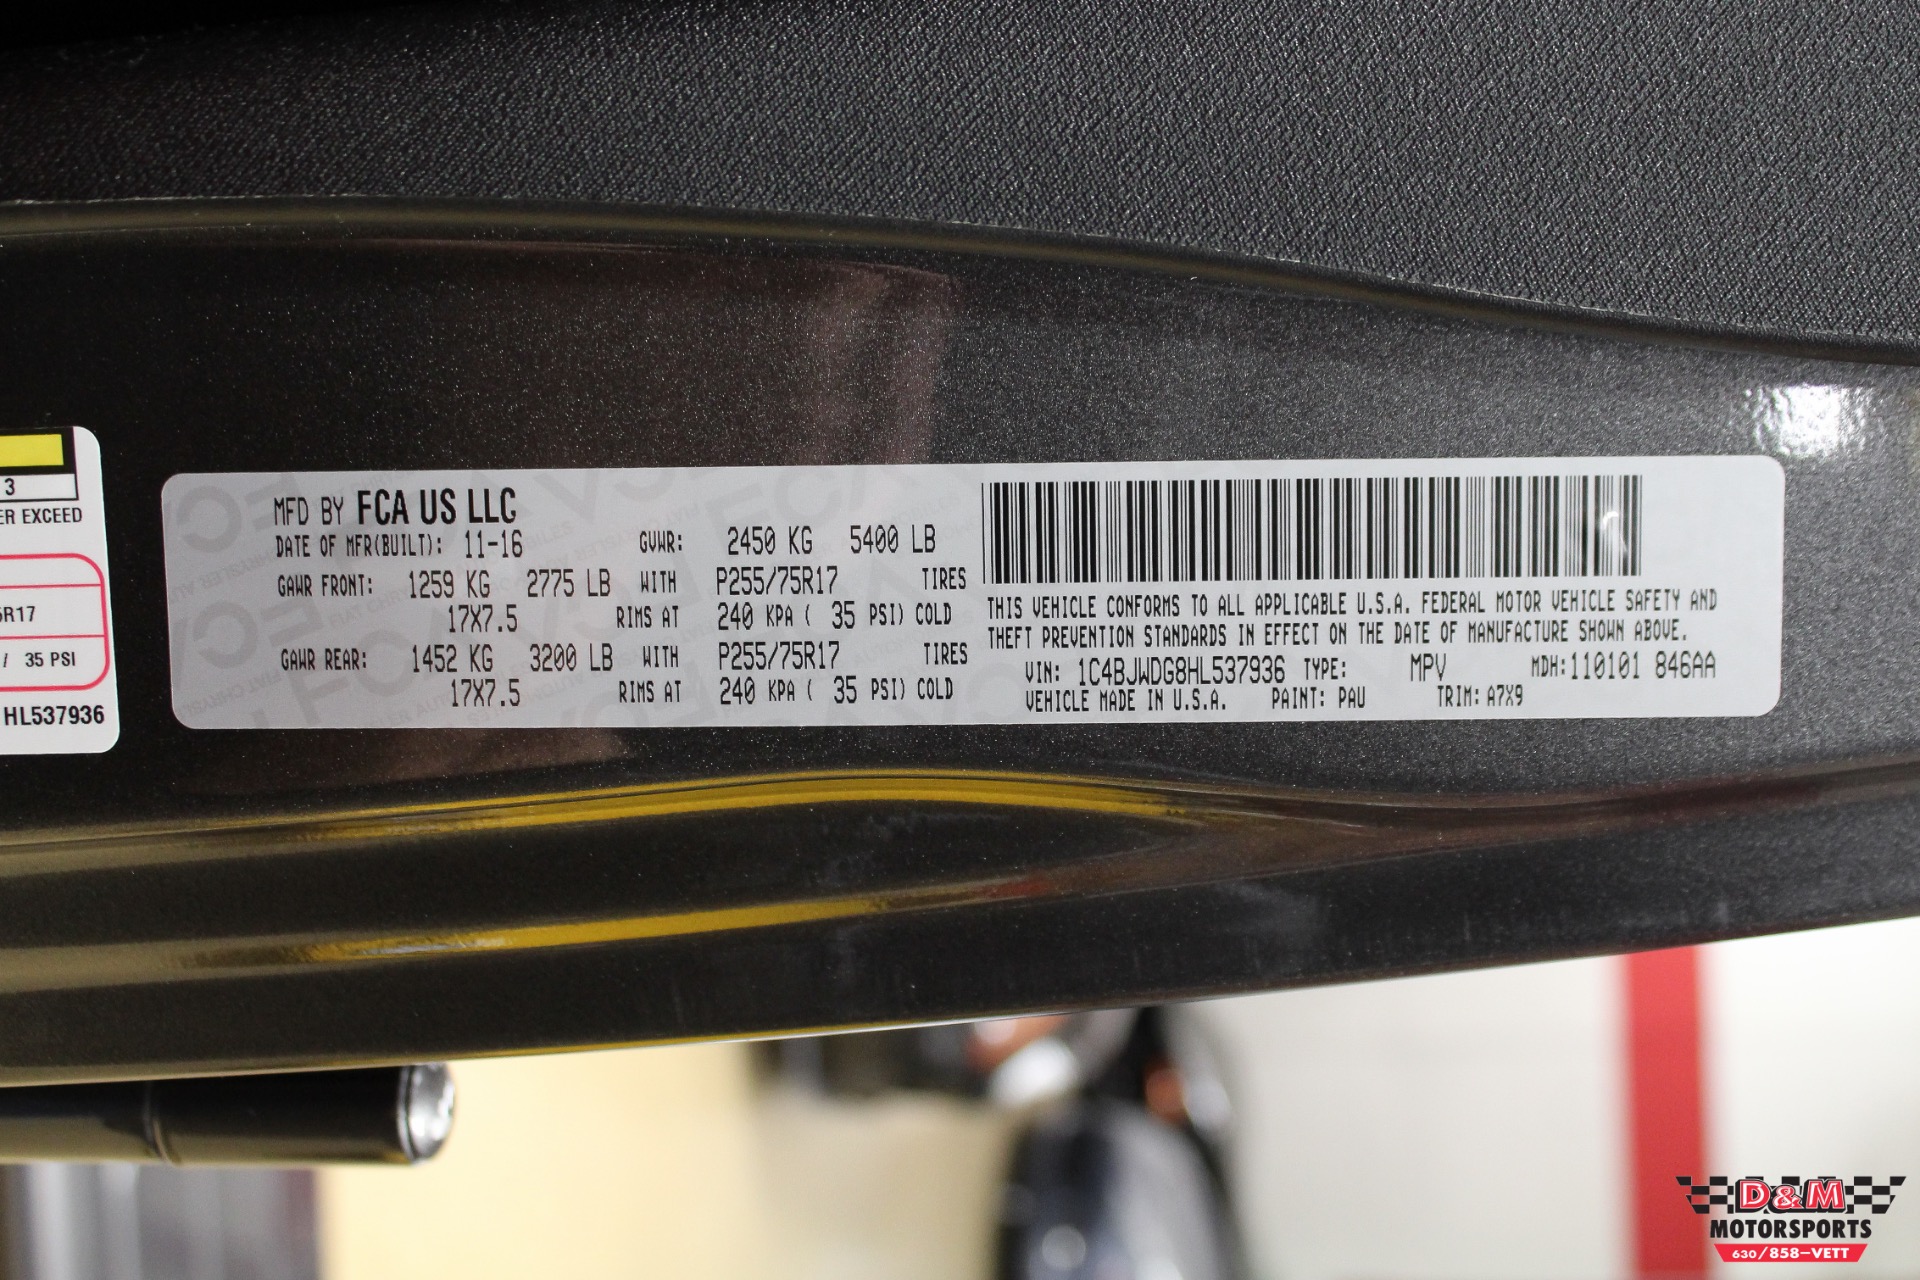 3
ER EXCEED
5R17
/ 35 PSI
HL537936
MFD BY FCA US LLC
DATE OF MFR(BUILT): 11-16 GVWR: 2450 KG 5400 LB
GAWR FRONT: 1259 KG 2775 LB WITH P255/75R17 TIRES
17X7.5 RIMS AT 240 KPA ( 35 PSI) COLD
GAWR REAR: 1452 KG 3200 LB WITH P255/75R17 TIRES
17X7.5 RIMS AT 240 KPA ( 35 PSI) COLD
THIS VEHICLE CONFORMS TO ALL APPLICABLE U.S.A. FEDERAL MOTOR VEHICLE SAFETY AND
THEFT PREVENTION STANDARDS IN EFFECT ON THE DATE OF MANUFACTURE SHOWN ABOVE.
VIN: 1C4BJWDG8HL537936 TYPE: MPV MDH:110101 846AA
VEHICLE MADE IN U.S.A. PAINT: PAU TRIM: A7X9
D&M
MOTORSPORTS
630/858-VETT